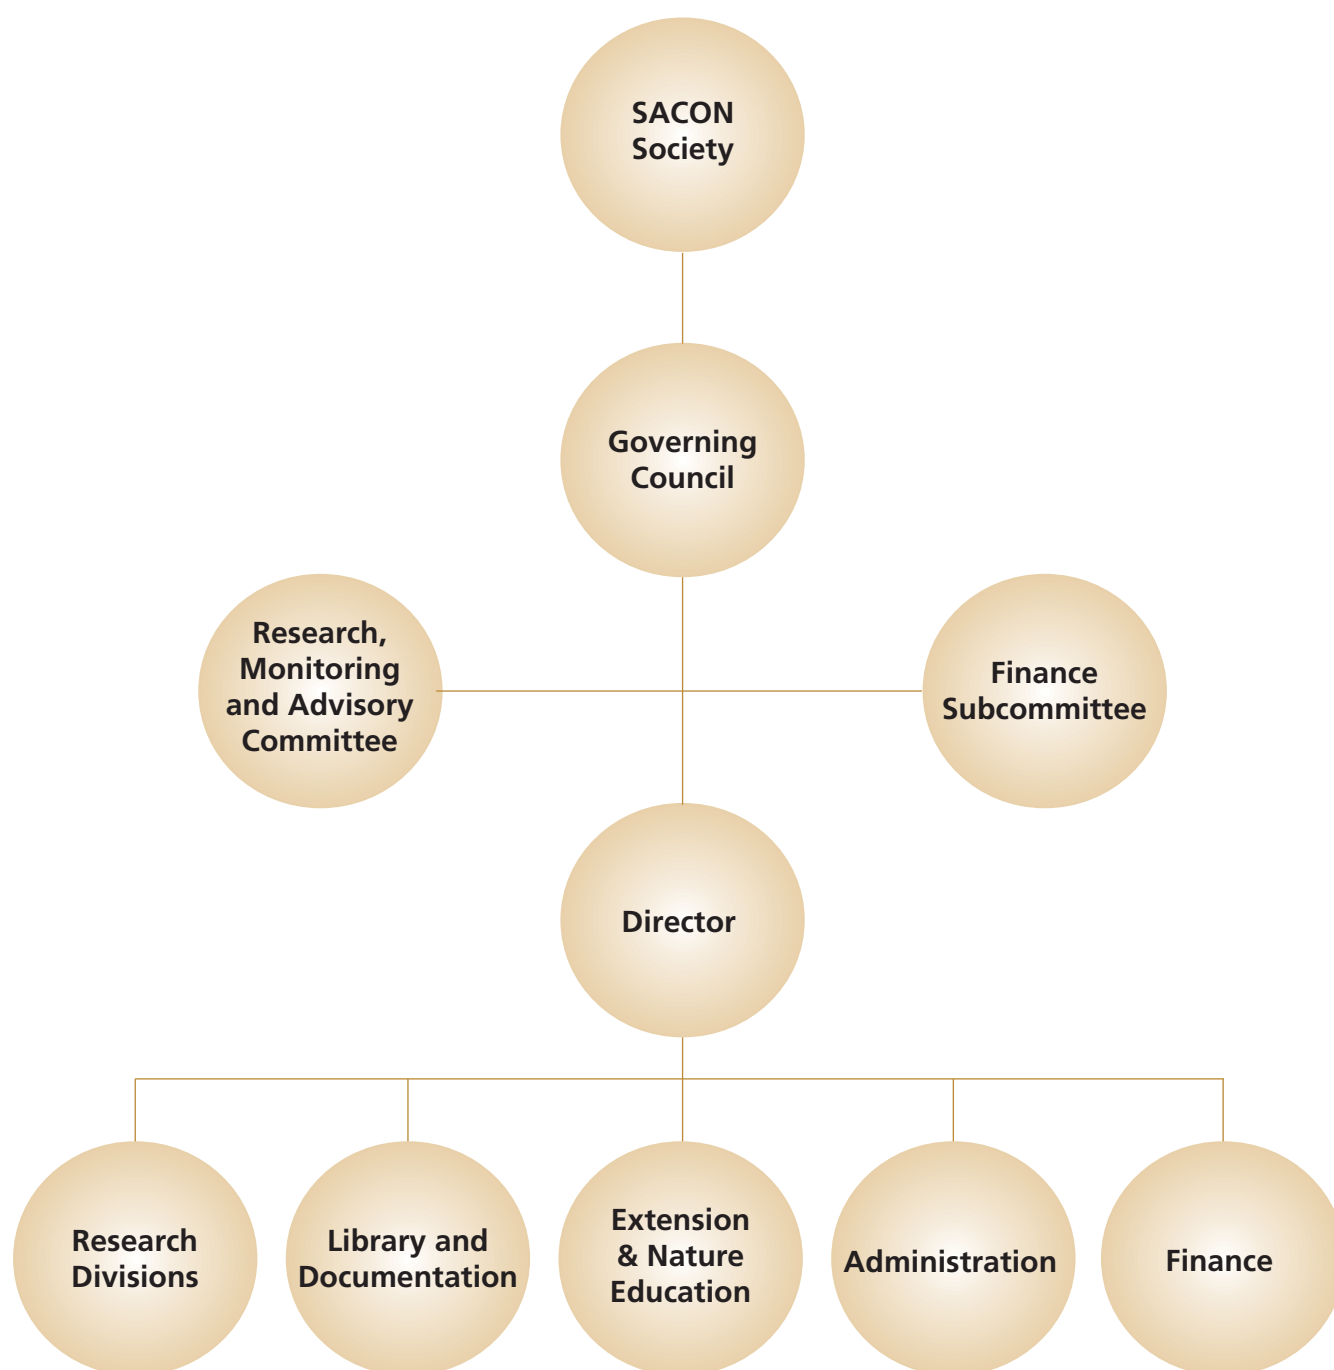 SACON
Society
Governing
Council
Research,
Monitoring
and Advisory
Committee
Finance
Subcommittee
Director
Research
Divisions
Library and
Documentation
Extension
& Nature
Education
Administration
Finance